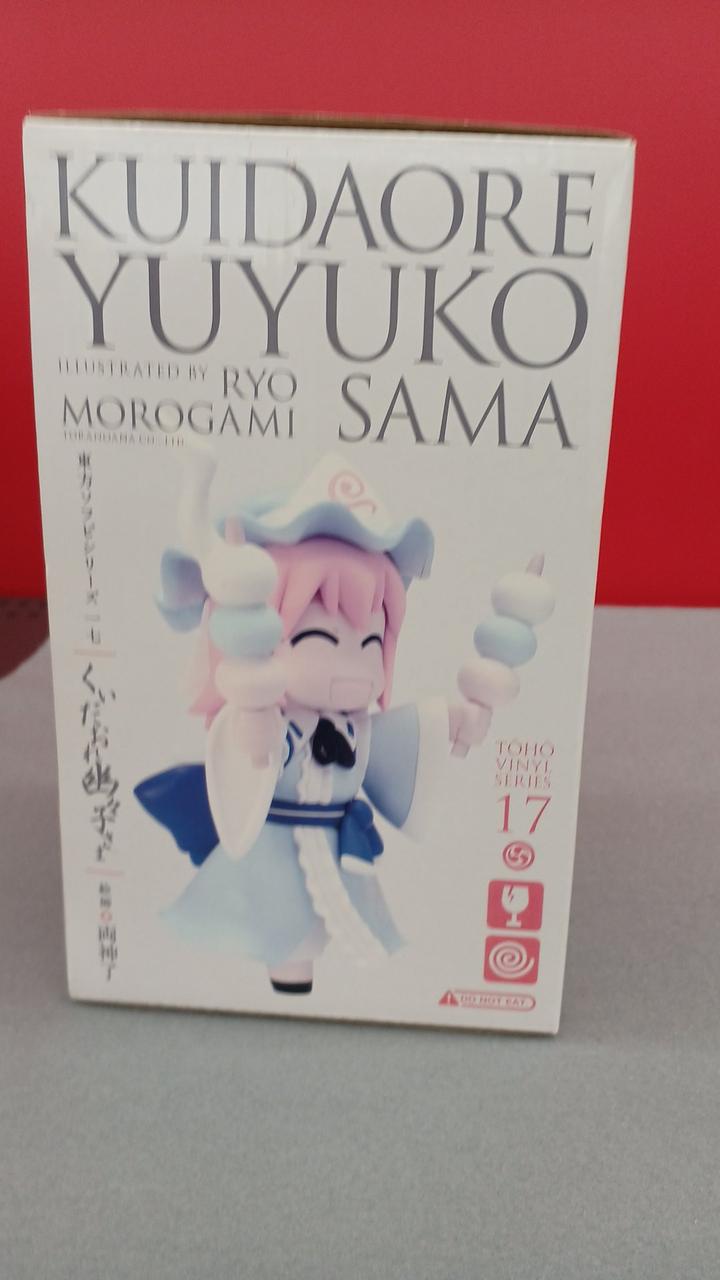 KUIDAORE
YUYUKO
SAMA
ILLUSTRATED BY RYO
MOROGAMI
TORANOANA CO., LTD
東方ソフビシリーズ 一七
くいだおれ幽々子さま
TŌHŌ
VINYL
SERIES
17
DO NOT EAT